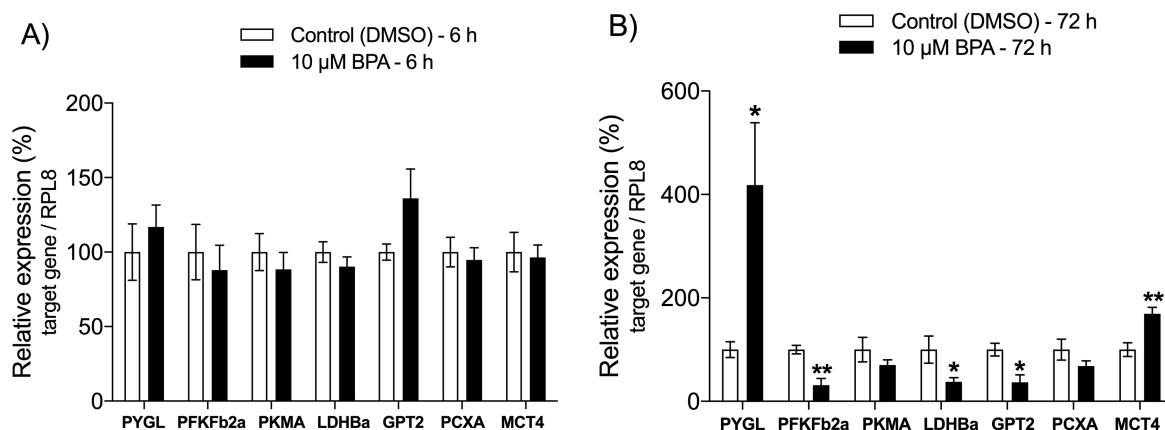 A)
Control (DMSO) - 6 h
10 µM BPA - 6 h
Relative expression (%)
target gene / RPL8
200
150
100
50
0
PYGL PFKFb2a PKMA LDHBa GPT2 PCXA MCT4
B)
Control (DMSO) - 72 h
10 µM BPA - 72 h
Relative expression (%)
target gene / RPL8
600
400
200
0
*
**
*
*
**
PYGL PFKFb2a PKMA LDHBa GPT2 PCXA MCT4